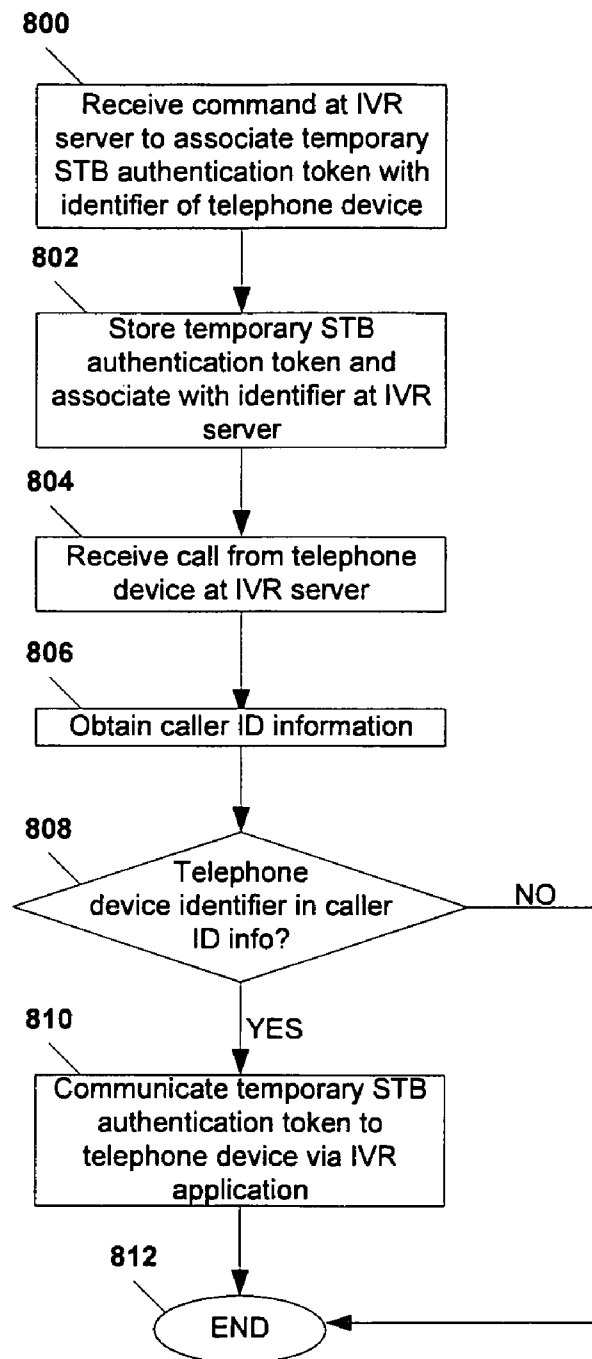 800
Receive command at IVR
server to associate temporary
STB authentication token with
identifier of telephone device
802
Store temporary STB
authentication token and
associate with identifier at IVR
server
804
Receive call from telephone
device at IVR server
806
Obtain caller ID information
808
Telephone
device identifier in caller
ID info?
NO
YES
810
Communicate temporary STB
authentication token to
telephone device via IVR
application
812
END